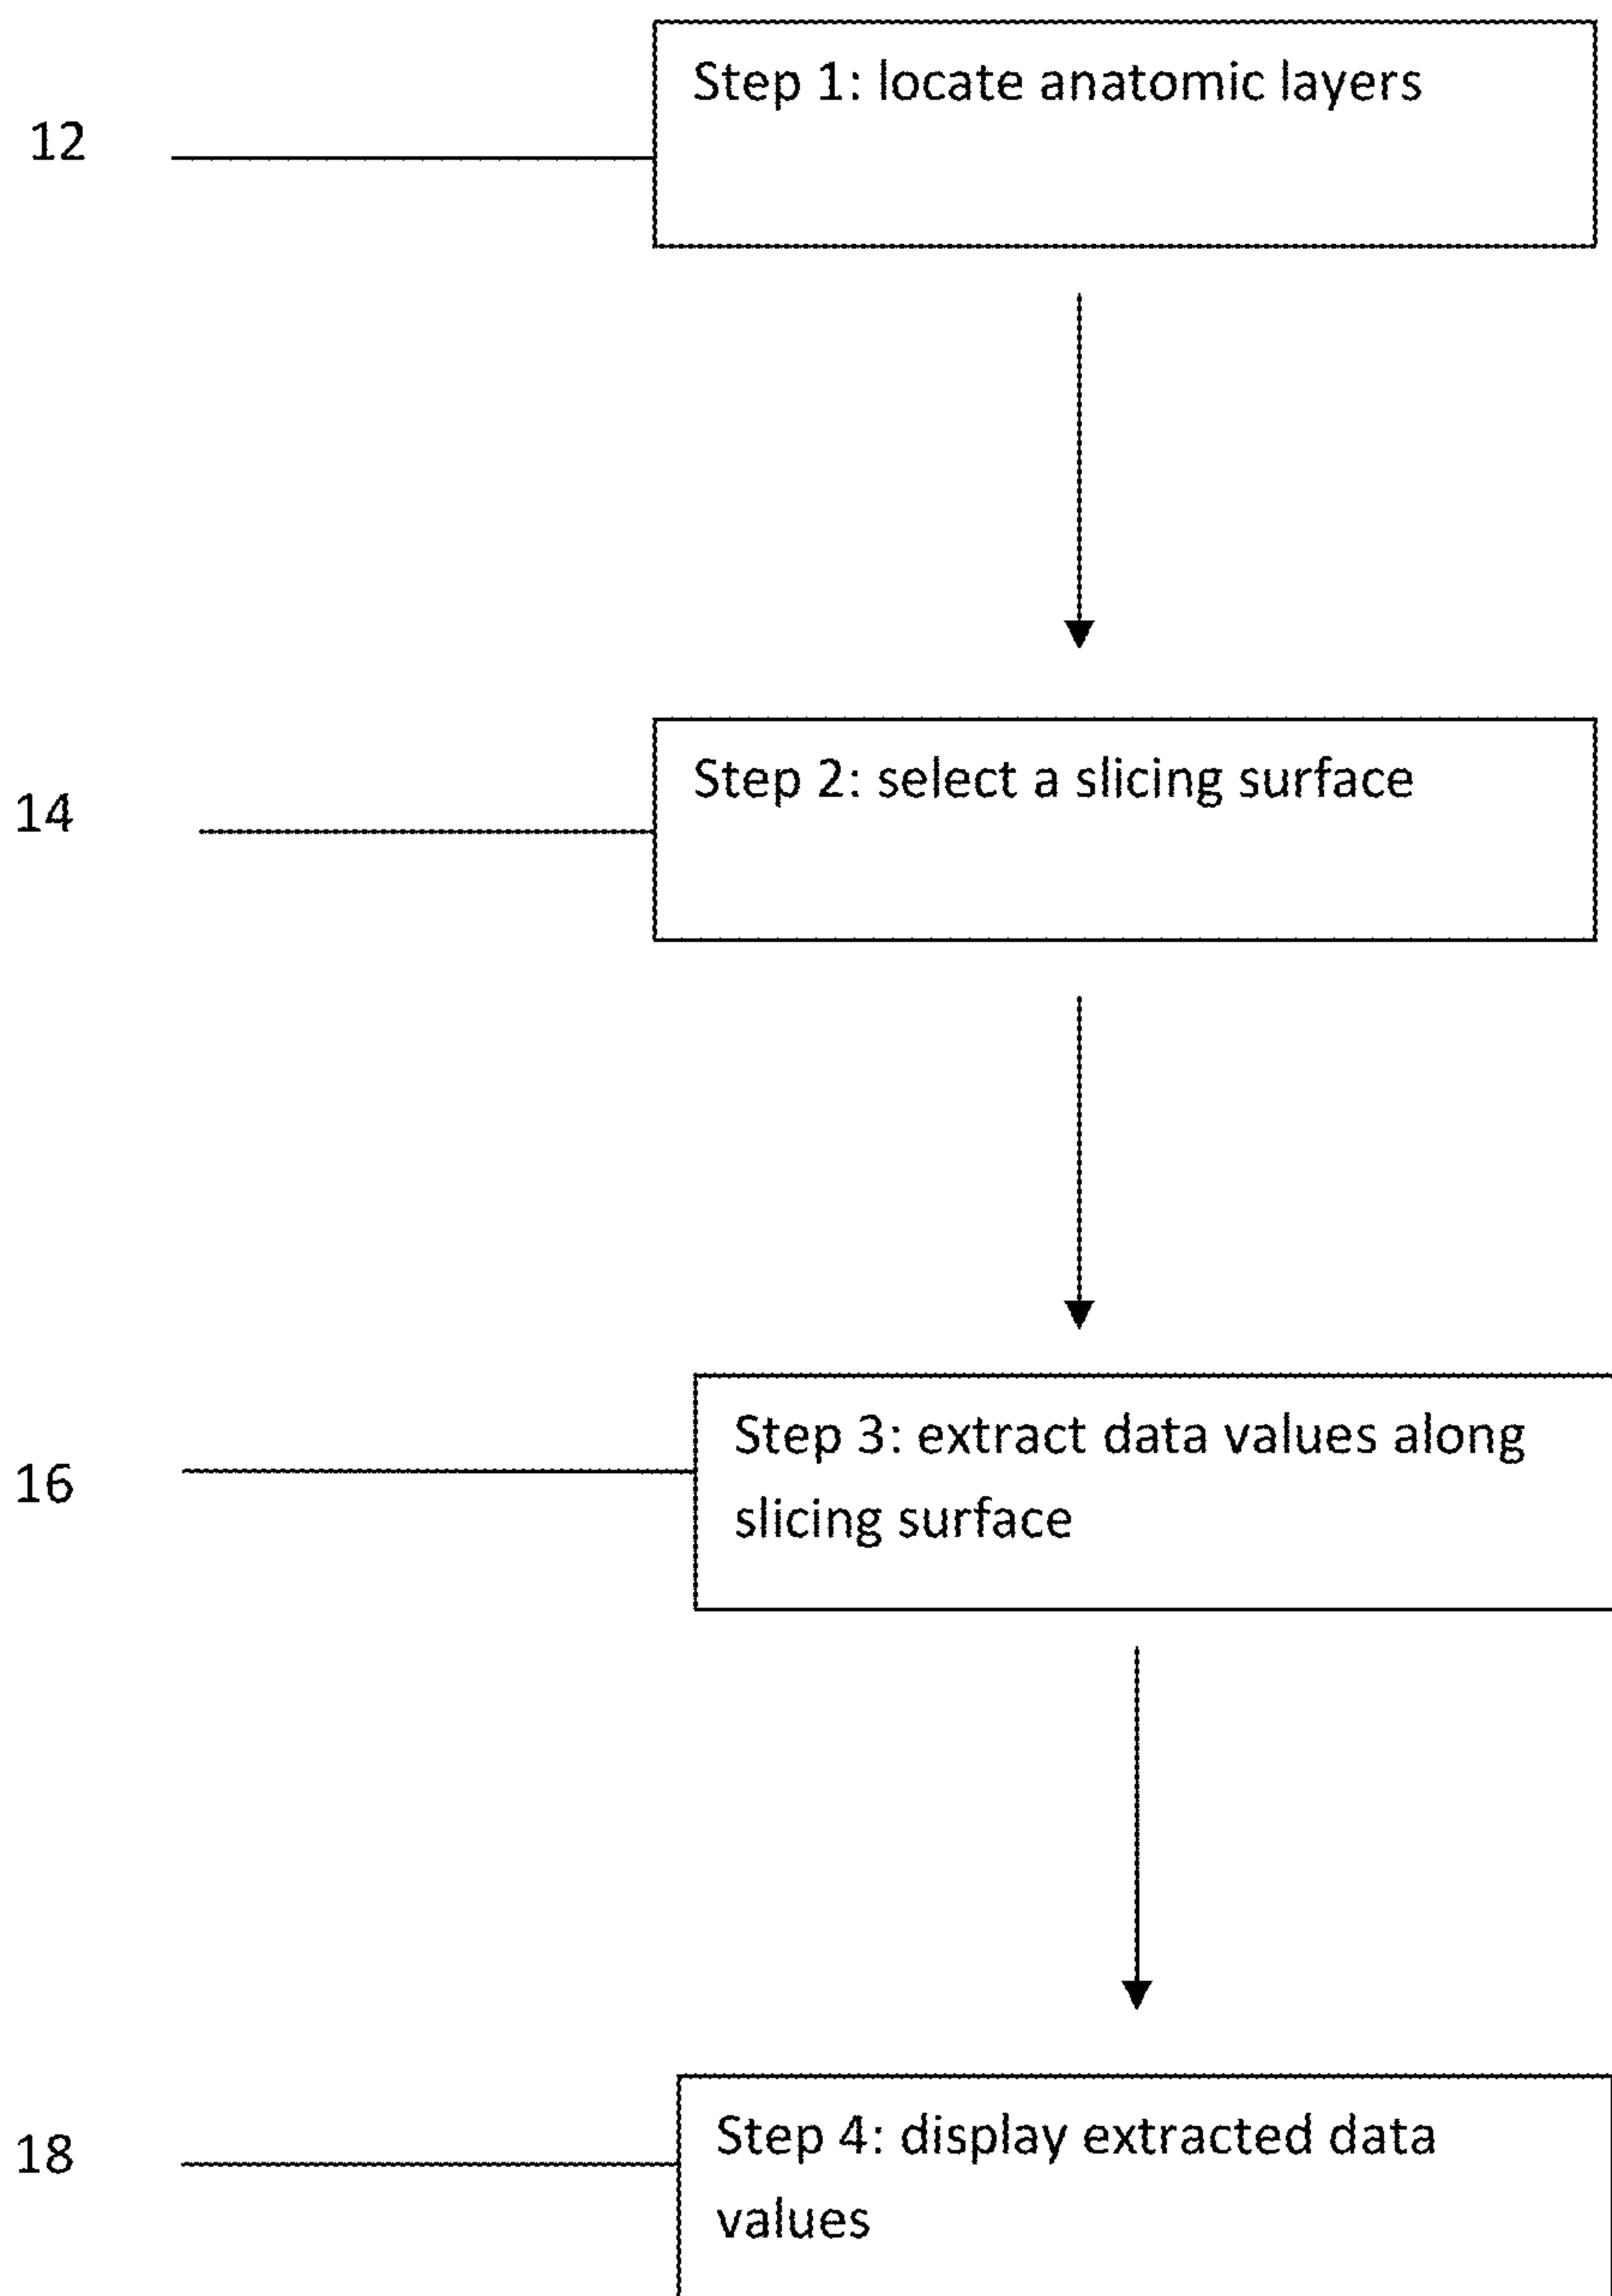 Step 1: locate anatomic layers
12
Step 2: select a slicing surface
14
Step 3: extract data values along
slicing surface
16
Step 4: display extracted data
values
18